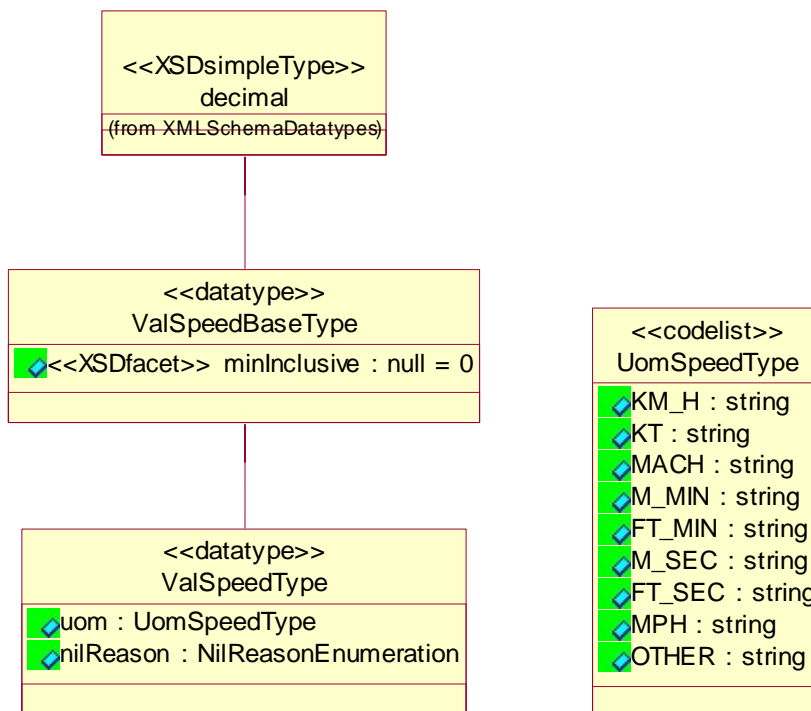 <<XSDsimpleType>>
decimal
(from XMLSchemaDatatypes)
<<datatype>>
ValSpeedBaseType
<<XSDfacet>> minInclusive : null = 0
<<datatype>>
ValSpeedType
uom : UomSpeedType
nilReason : NilReasonEnumeration
<<codelist>>
UomSpeedType
KM_H : string
KT : string
MACH : string
M_MIN : string
FT_MIN : string
M_SEC : string
FT_SEC : string
MPH : string
OTHER : string